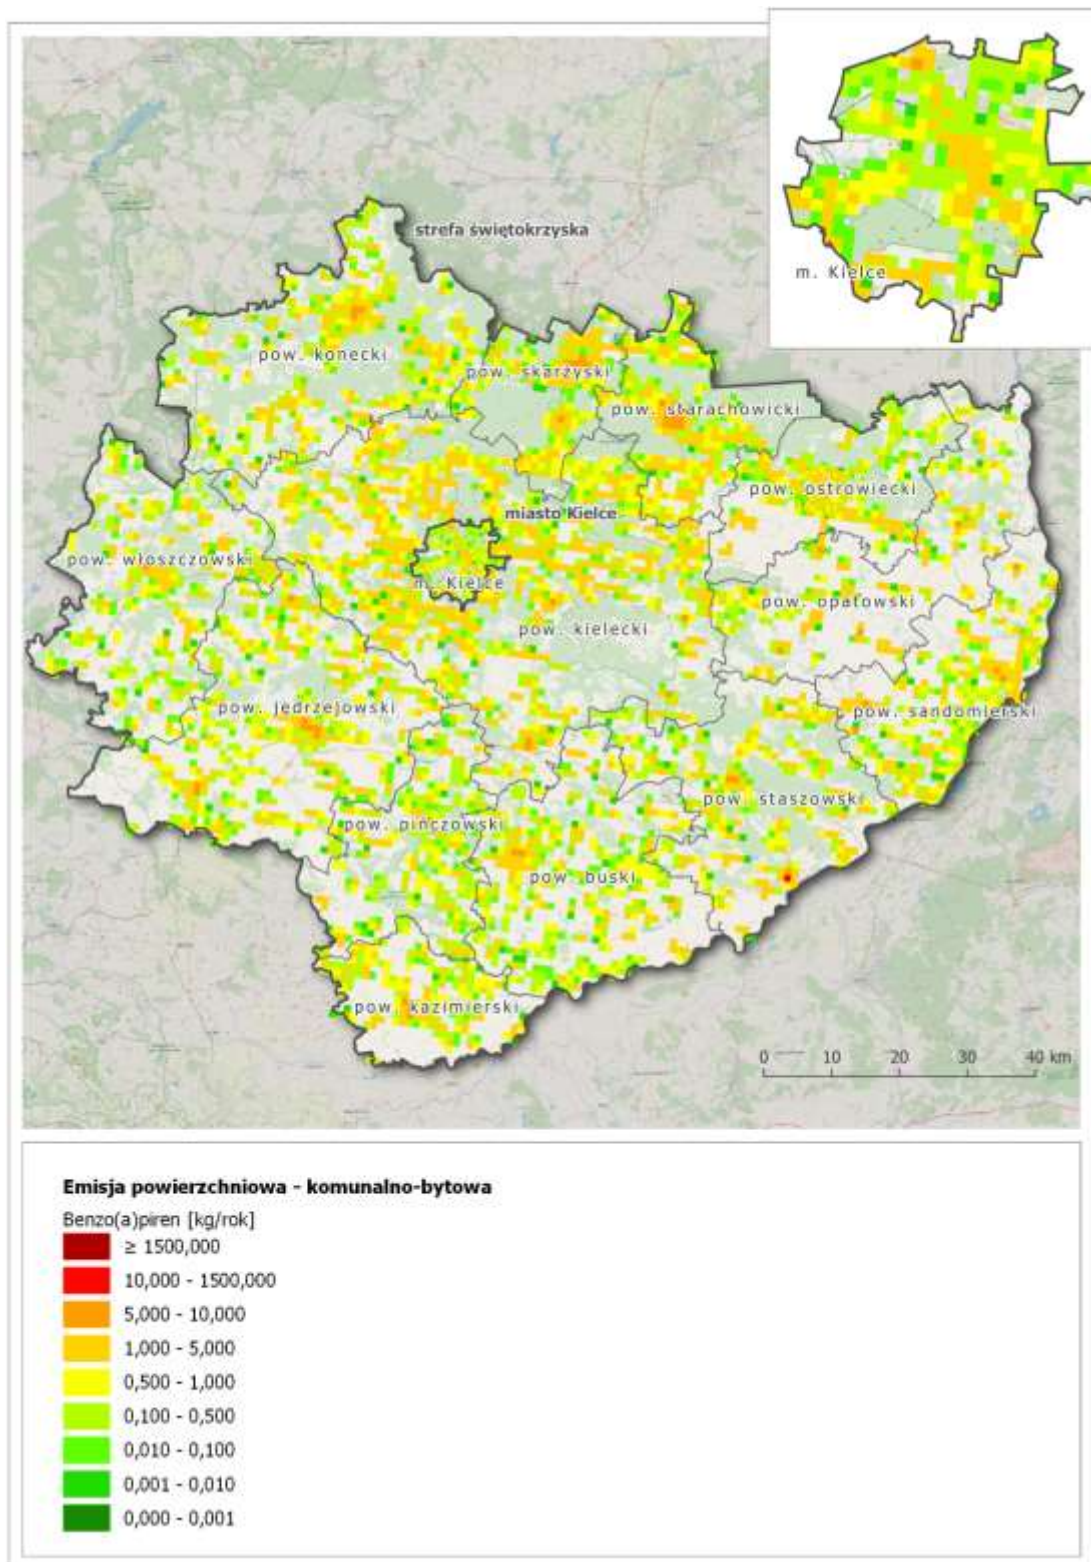 m. Kielce
strefa świętokrzyska
pow. konecki
pow. skarżyski
pow. starachowicki
pow. ostrowiecki
miasto Kielce
pow. włoszczowski
m. Kielce
pow. opatowski
pow. kielecki
pow. jędrzejowski
pow. sandomierski
pow. staszowski
pow. pińczowski
pow. buski
pow. kazimierski
0 10 20 30 40 km
Emisja powierzchniowa - komunalno-bytowa
Benzo(a)piren [kg/rok]
≥ 1500,000
10,000 - 1500,000
5,000 - 10,000
1,000 - 5,000
0,500 - 1,000
0,100 - 0,500
0,010 - 0,100
0,001 - 0,010
0,000 - 0,001